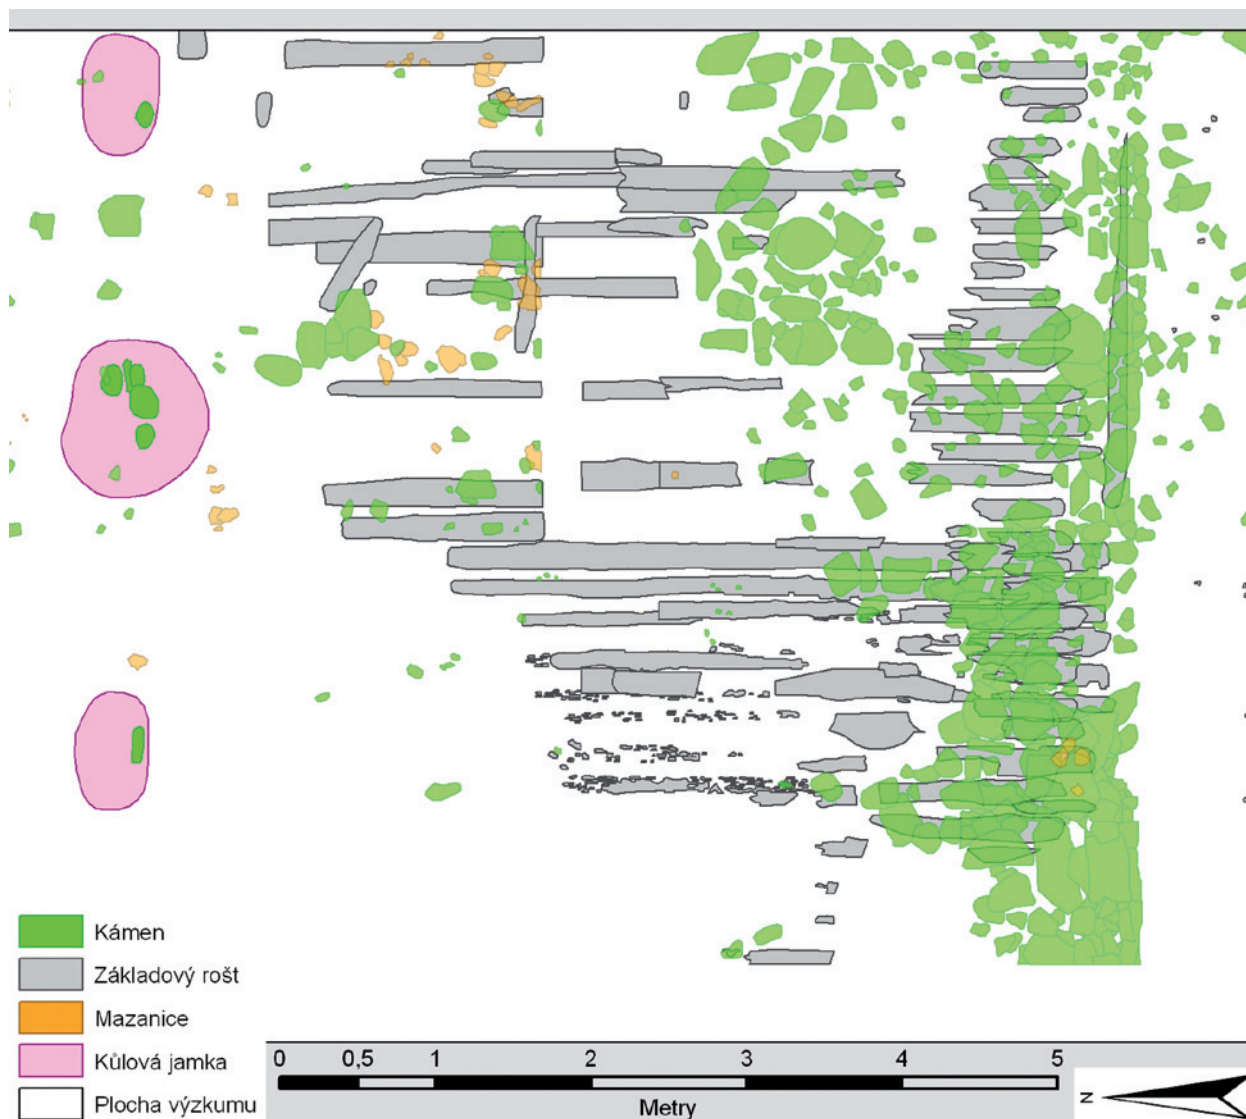 Kámen
Základový rošt
Mazanice
Kůlová jamka
Plocha výzkumu
0 0,5 1 2 3 4 5
Metry
N